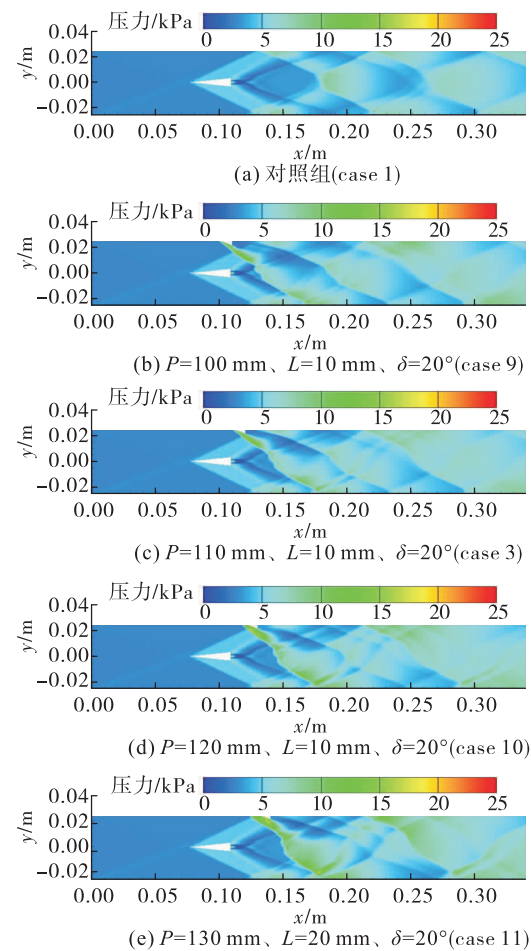 压力/kPa
0 5 10 15 20 25
y/m
0.04
0.02
0.00
−0.02
0.00 0.05 0.10 0.15 0.20 0.25 0.30
x/m
(a) 对照组(case 1)
压力/kPa
0 5 10 15 20 25
y/m
0.04
0.02
0.00
−0.02
0.00 0.05 0.10 0.15 0.20 0.25 0.30
x/m
(b) P=100 mm、L=10 mm、δ=20°(case 9)
压力/kPa
0 5 10 15 20 25
y/m
0.04
0.02
0.00
−0.02
0.00 0.05 0.10 0.15 0.20 0.25 0.30
x/m
(c) P=110 mm、L=10 mm、δ=20°(case 3)
压力/kPa
0 5 10 15 20 25
y/m
0.04
0.02
0.00
−0.02
0.00 0.05 0.10 0.15 0.20 0.25 0.30
x/m
(d) P=120 mm、L=10 mm、δ=20°(case 10)
压力/kPa
0 5 10 15 20 25
y/m
0.04
0.02
0.00
−0.02
0.00 0.05 0.10 0.15 0.20 0.25 0.30
x/m
(e) P=130 mm、L=20 mm、δ=20°(case 11)